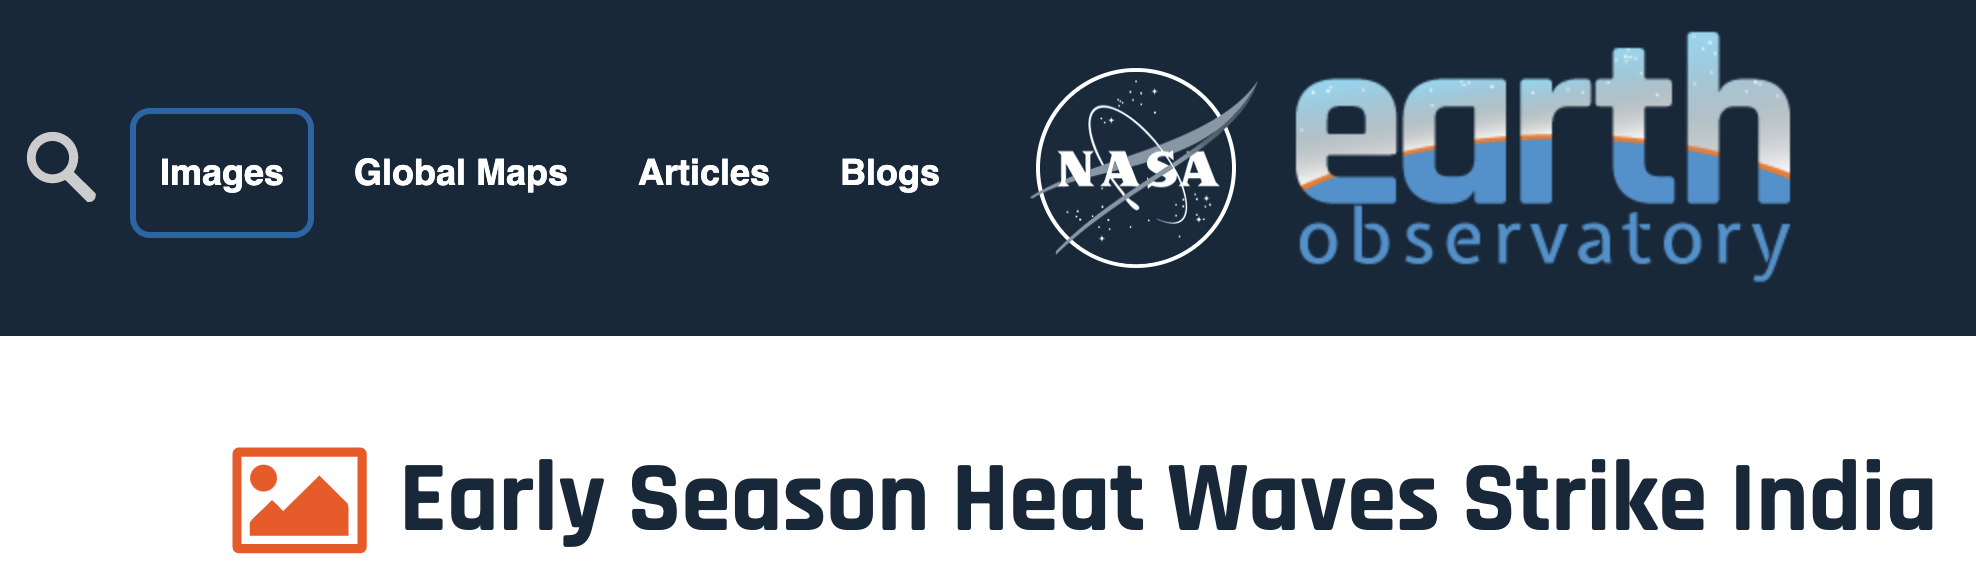 Images Global Maps Articles Blogs
NASA
earth
observatory
Early Season Heat Waves Strike India